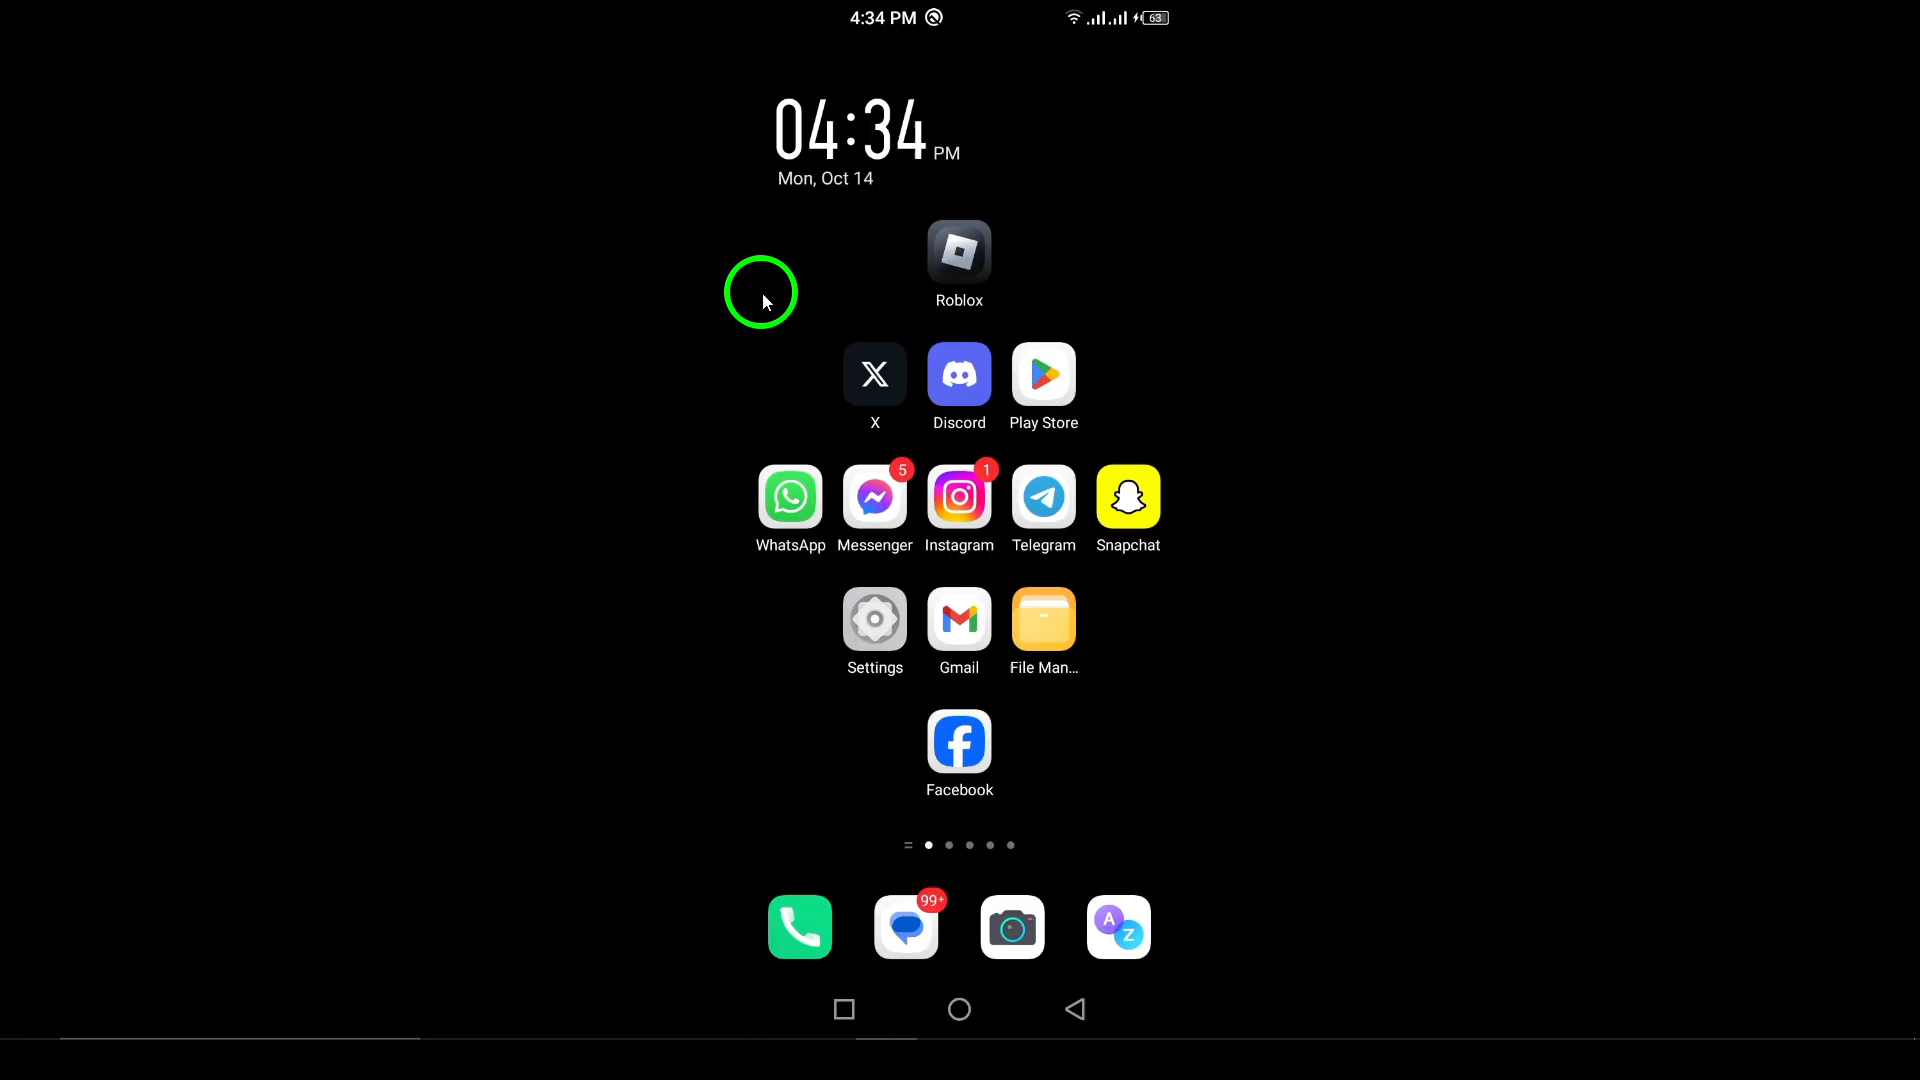 4:34 PM
63
04:34 PM
Mon, Oct 14
Roblox
X Discord Play Store
5 1
WhatsApp Messenger Instagram Telegram Snapchat
Settings Gmail File Man...
Facebook
99+
A Z